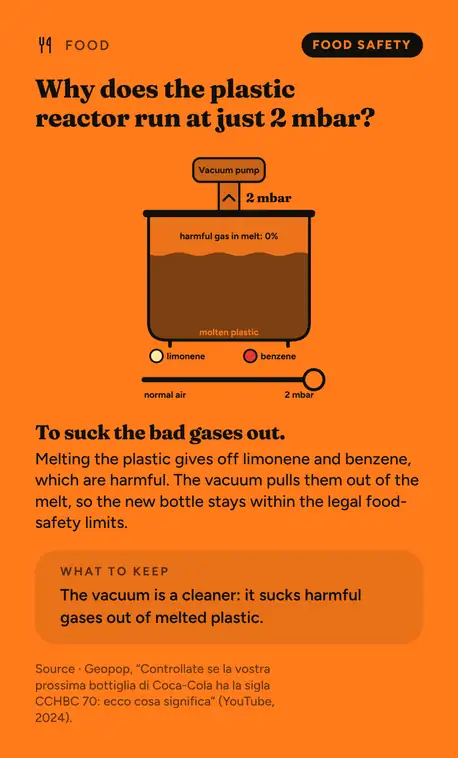 FOOD
FOOD SAFETY
Why does the plastic
reactor run at just 2 mbar?
Vacuum pump
2 mbar
harmful gas in melt: 0%
molten plastic
limonene
benzene
normal air
2 mbar
To suck the bad gases out.
Melting the plastic gives off limonene and benzene,
which are harmful. The vacuum pulls them out of the
melt, so the new bottle stays within the legal food-
safety limits.
WHAT TO KEEP
The vacuum is a cleaner: it sucks harmful
gases out of melted plastic.
Source · Geopop, “Controllate se la vostra
prossima bottiglia di Coca-Cola ha la sigla
CCHBC 70: ecco cosa significa” (YouTube,
2024).